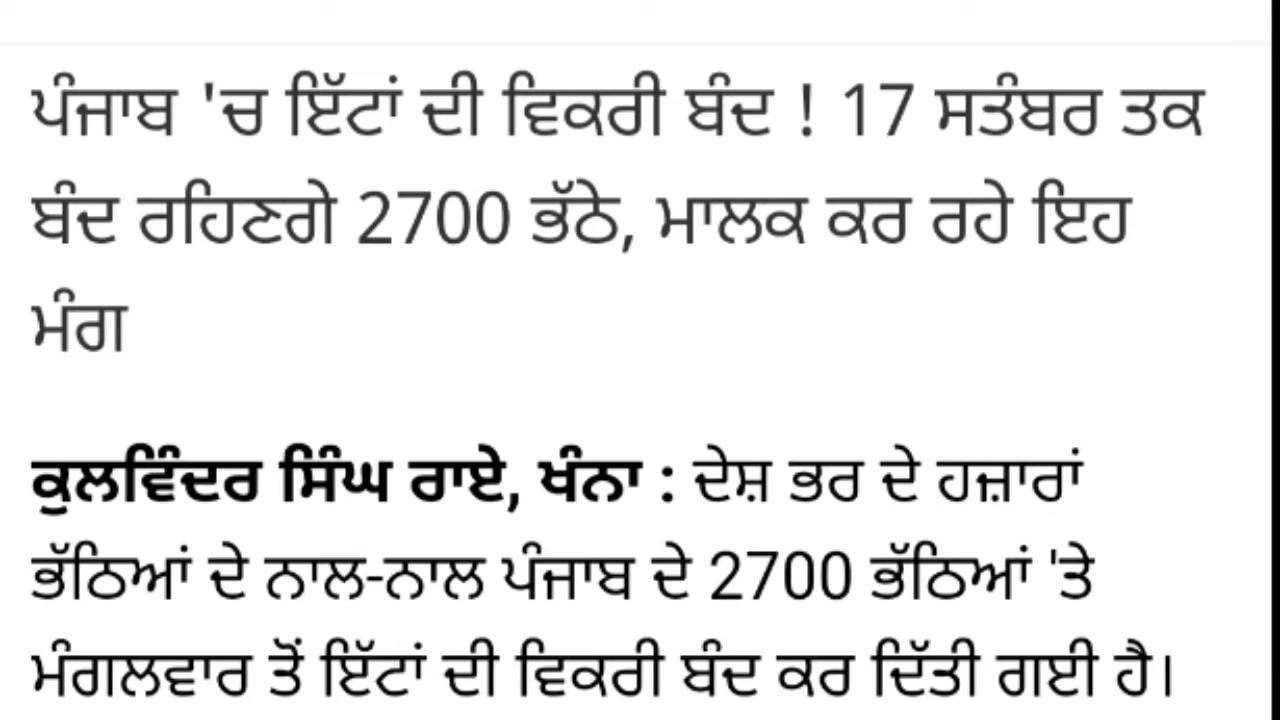 ਪੰਜਾਬ 'ਚ ਇੱਟਾਂ ਦੀ ਵਿਕਰੀ ਬੰਦ ! 17 ਸਤੰਬਰ ਤਕ
ਬੰਦ ਰਹਿਣਗੇ 2700 ਭੱਠੇ, ਮਾਲਕ ਕਰ ਰਹੇ ਇਹ
ਮੰਗ
ਕੁਲਵਿੰਦਰ ਸਿੰਘ ਰਾਏ, ਖੰਨਾ : ਦੇਸ਼ ਭਰ ਦੇ ਹਜ਼ਾਰਾਂ
ਭੱਠਿਆਂ ਦੇ ਨਾਲ-ਨਾਲ ਪੰਜਾਬ ਦੇ 2700 ਭੱਠਿਆਂ 'ਤੇ
ਮੰਗਲਵਾਰ ਤੋਂ ਇੱਟਾਂ ਦੀ ਵਿਕਰੀ ਬੰਦ ਕਰ ਦਿੱਤੀ ਗਈ ਹੈ।